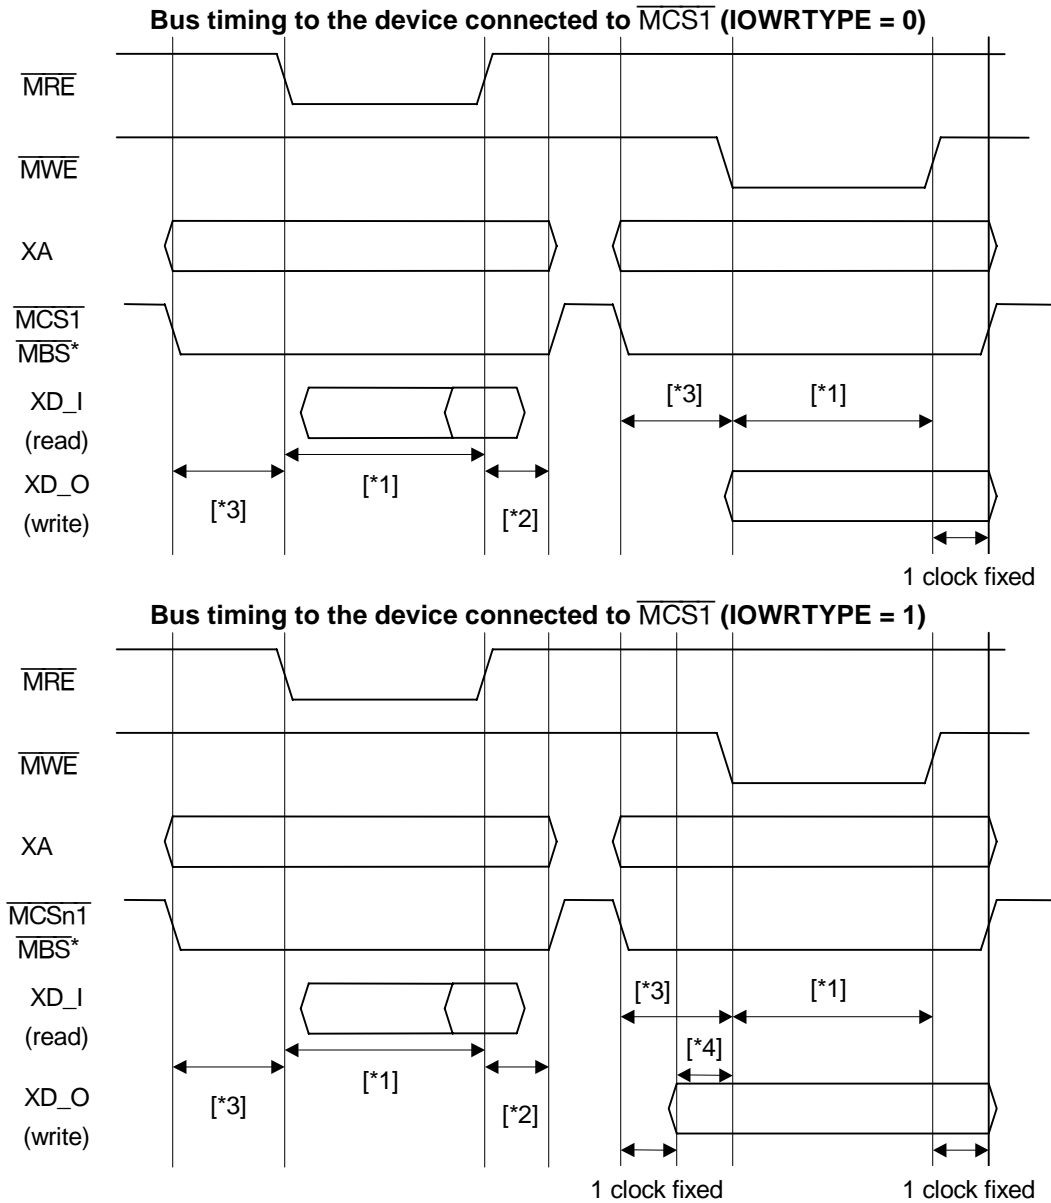 Bus timing to the device connected to MCS1 (IOWRTYPE = 0)
MRE
MWE
XA
MCS1
MBS*
XD_I
(read)
[*3]
[*1]
XD_O
(write)
[*3]
[*1]
[*2]
1 clock fixed
Bus timing to the device connected to MCS1 (IOWRTYPE = 1)
MRE
MWE
XA
MCSn1
MBS*
XD_I
(read)
[*3]
[*1]
[*4]
XD_O
(write)
[*3]
[*1]
[*2]
1 clock fixed
1 clock fixed